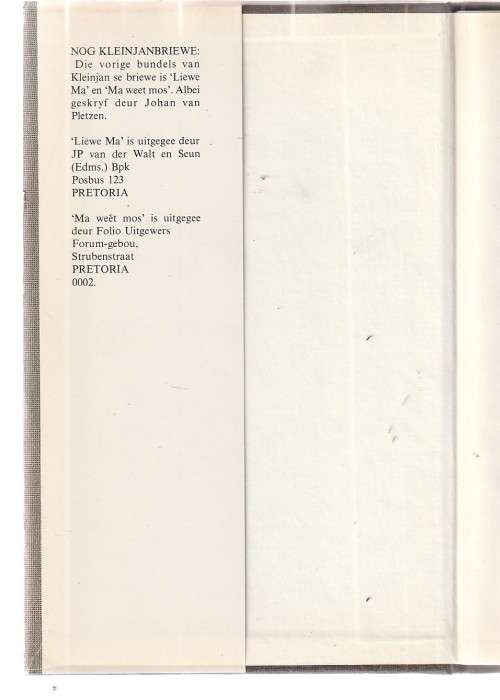 NOG KLEINJANBRIEWE:
Die vorige bundels van
Kleinjan se briewe is ‘Liewe
Ma’ en ‘Ma weet mos’. Albei
geskryf deur Johan van
Pletzen.
‘Liewe Ma’ is uitgegee deur
JP van der Walt en Seun
(Edms.) Bpk
Posbus 123
PRETORIA
‘Ma weêt mos’ is uitgegee
deur Folio Uitgewers
Forum-gebou,
Strubenstraat
PRETORIA
0002.